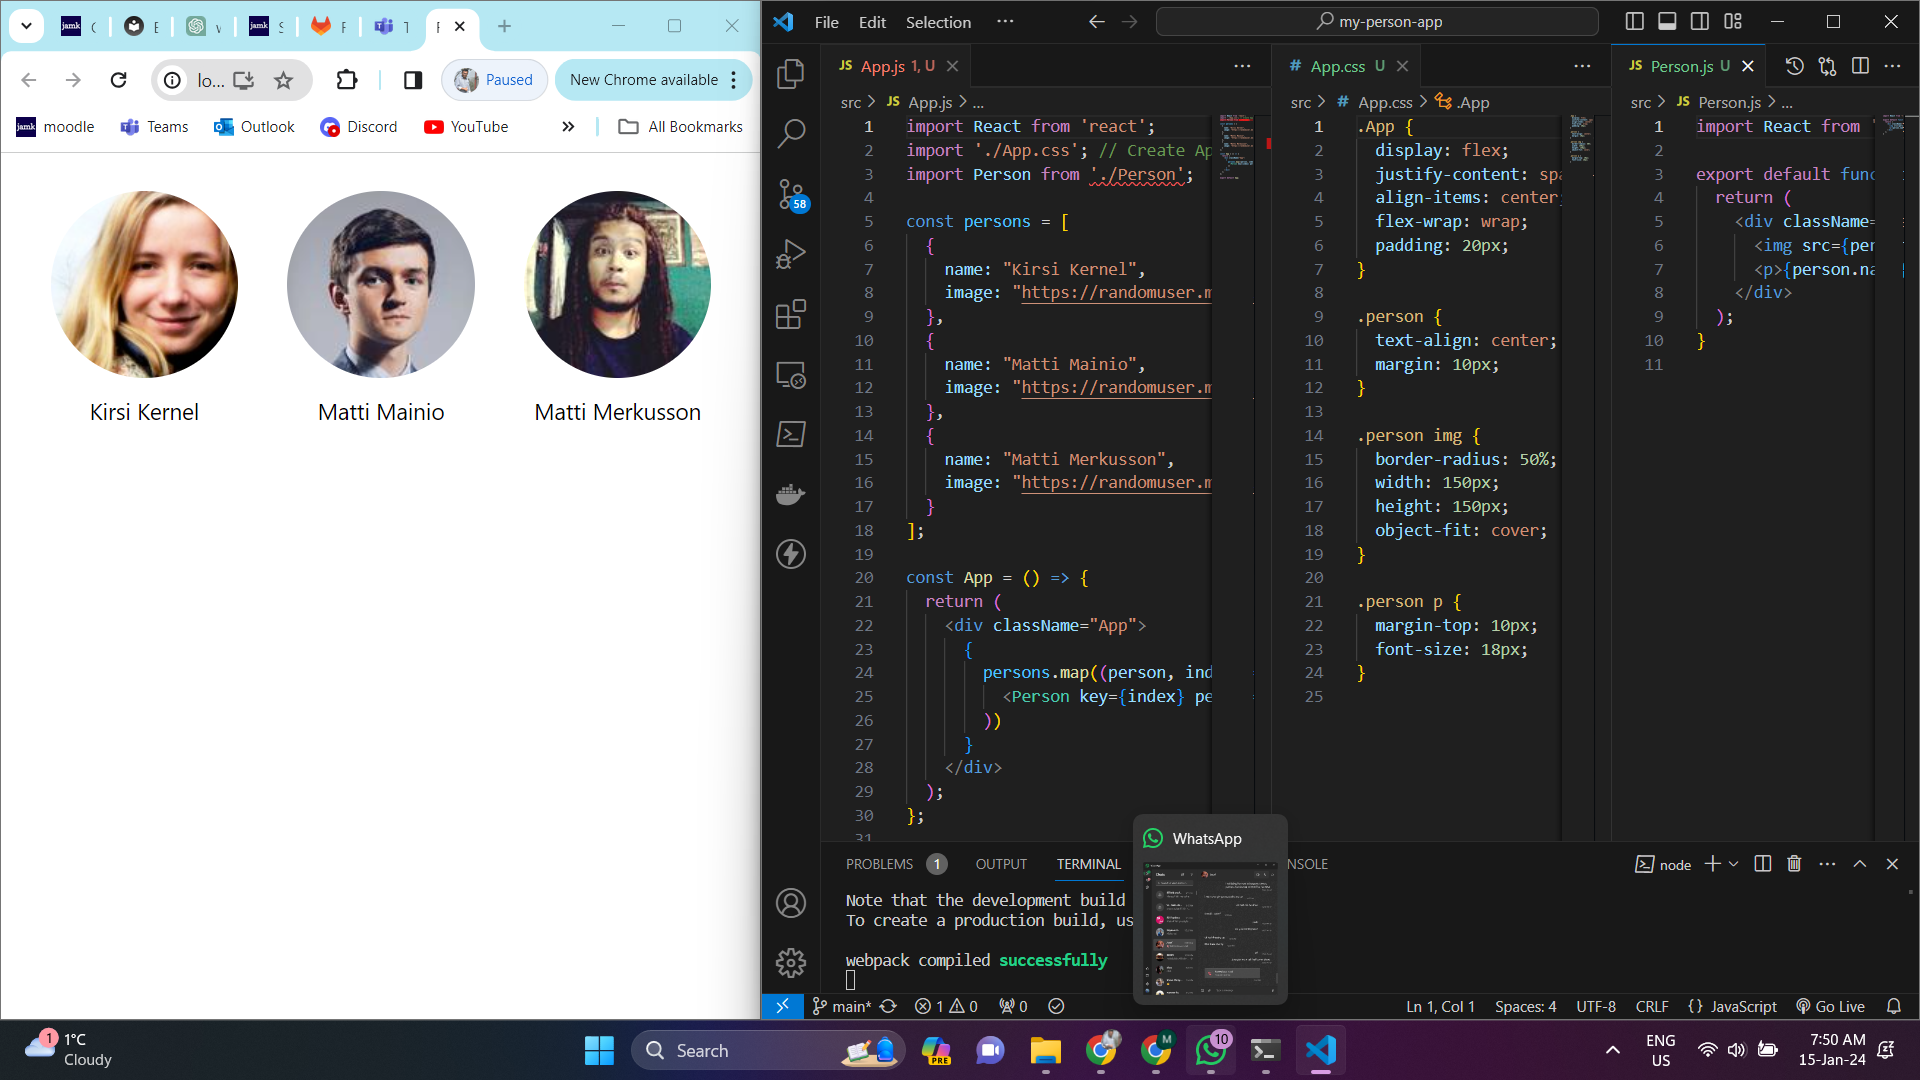 Paused
New Chrome available
lo...
moodle
Teams
Outlook
Discord
YouTube
All Bookmarks
Kirsi Kernel
Matti Mainio
Matti Merkusson
File Edit Selection ...
my-person-app
JS App.js 1, U
src > JS App.js > ...
1 import React from 'react';
2 import './App.css'; // Create Ap
3 import Person from './Person';
4
5 const persons = [
6 {
7 name: "Kirsi Kernel",
8 image: "https://randomuser.m
9 },
10 {
11 name: "Matti Mainio",
12 image: "https://randomuser.m
13 },
14 {
15 name: "Matti Merkusson",
16 image: "https://randomuser.m
17 }
18 ];
19
20 const App = () => {
21 return (
22 <div className="App">
23 {
24 persons.map((person, ind
25 <Person key={index} pe
26 ))
27 }
28 </div>
29 );
30 };
31
# App.css U
src > # App.css > .App
1 .App {
2 display: flex;
3 justify-content: spa
4 align-items: center;
5 flex-wrap: wrap;
6 padding: 20px;
7 }
8
9 .person {
10 text-align: center;
11 margin: 10px;
12 }
13
14 .person img {
15 border-radius: 50%;
16 width: 150px;
17 height: 150px;
18 object-fit: cover;
19 }
20
21 .person p {
22 margin-top: 10px;
23 font-size: 18px;
24 }
25
JS Person.js U
src > JS Person.js > ...
1 import React from '
2
3 export default func
4 return (
5 <div className=
6 <img src={per
7 <p>{person.na
8 </div>
9 );
10 }
11
58
PROBLEMS 1 OUTPUT TERMINAL NSOLE
node
Note that the development build
To create a production build, us
webpack compiled successfully
WhatsApp
main* 1 0 0
Ln 1, Col 1 Spaces: 4 UTF-8 CRLF {} JavaScript Go Live
1
1°C
Cloudy
Search
PRE
M
10
ENG
US
7:50 AM
15-Jan-24